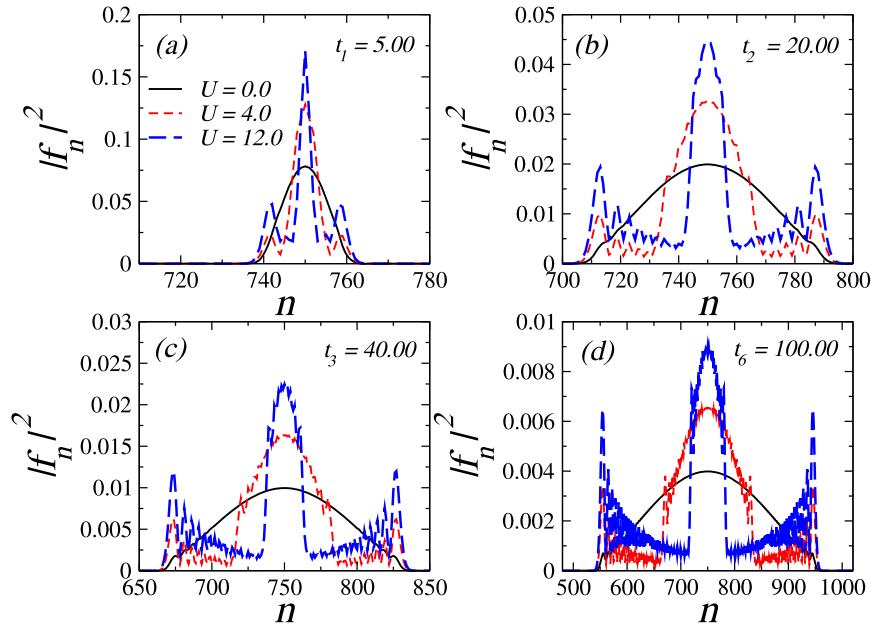 (a)
t1 = 5.00
U = 0.0
U = 4.0
U = 12.0
|fn|2
0.2
0.15
0.1
0.05
0
720
740
760
780
n
(b)
t2 = 20.00
|fn|2
0.05
0.04
0.03
0.02
0.01
0
700
720
740
760
780
800
n
(c)
t3 = 40.00
|fn|2
0.03
0.025
0.02
0.015
0.01
0.005
0
650
700
750
800
850
n
(d)
t6 = 100.00
|fn|2
0.01
0.008
0.006
0.004
0.002
0
500
600
700
800
900
1000
n